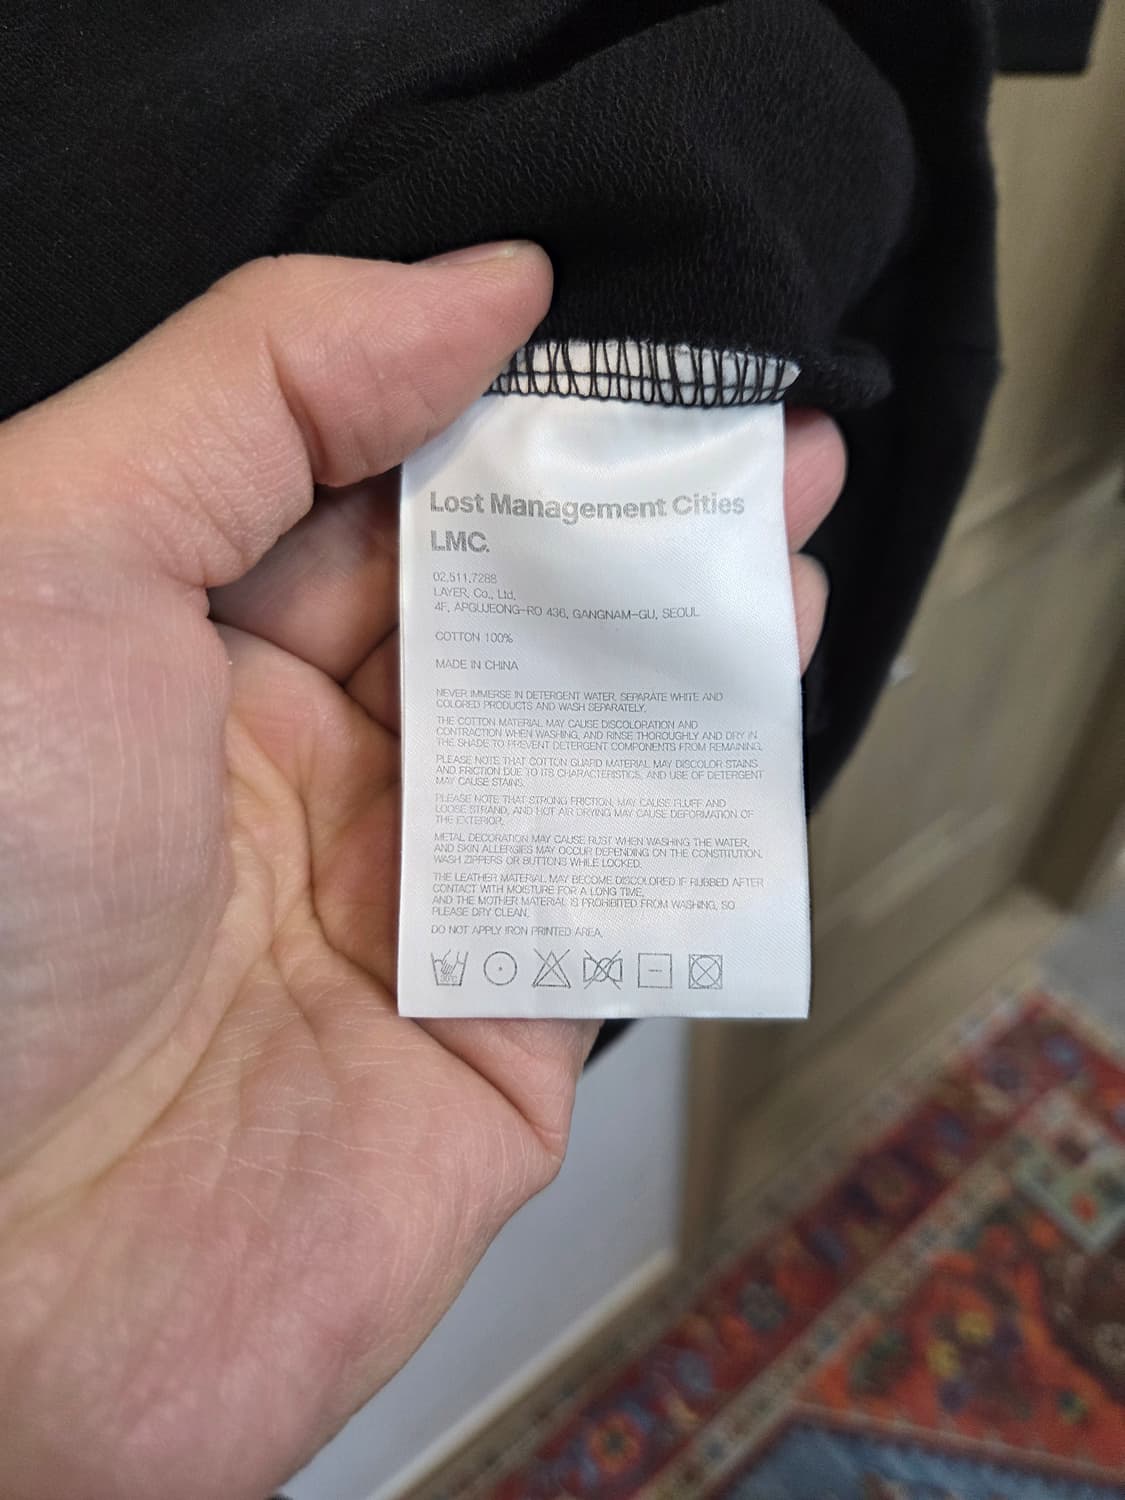 Lost Management Cities
LMC.
02.511.7288
LAYER, Co., Ltd,
4F, APGUJEONG-RO 436, GANGNAM-GU, SEOUL
COTTON 100%
MADE IN CHINA
NEVER IMMERSE IN DETERGENT WATER, SEPARATE WHITE AND
COLORED PRODUCTS AND WASH SEPARATELY.
THE COTTON MATERIAL MAY CAUSE DISCOLORATION AND
CONTRACTION WHEN WASHING, AND RINSE THOROUGHLY AND DRY IN
THE SHADE TO PREVENT DETERGENT COMPONENTS FROM REMAINING.
PLEASE NOTE THAT COTTON GUARD MATERIAL MAY DISCOLOR STAINS
AND FRICTION DUE TO ITS CHARACTERISTICS, AND USE OF DETERGENT
MAY CAUSE STAINS.
PLEASE NOTE THAT STRONG FRICTION, MAY CAUSE FLUFF AND
LOOSE STRAND, AND HOT AIR DRYING MAY CAUSE DEFORMATION OF
THE EXTERIOR.
METAL DECORATION MAY CAUSE RUST WHEN WASHING THE WATER,
AND SKIN ALLERGIES MAY OCCUR DEPENDING ON THE CONSTITUTION.
WASH ZIPPERS OR BUTTONS WHILE LOCKED.
THE LEATHER MATERIAL MAY BECOME DISCOLORED IF RUBBED AFTER
CONTACT WITH MOISTURE FOR A LONG TIME,
AND THE MOTHER MATERIAL IS PROHIBITED FROM WASHING, SO
PLEASE DRY CLEAN.
DO NOT APPLY IRON PRINTED AREA.
30°C